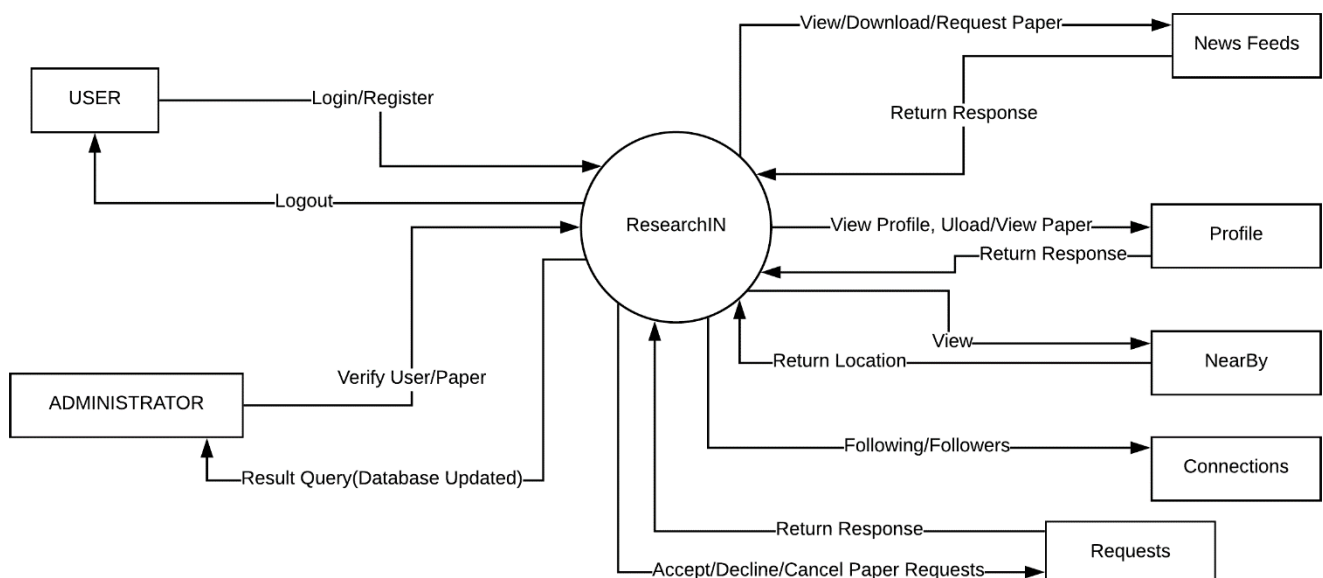 View/Download/Request Paper
News Feeds
USER
Login/Register
Return Response
Logout
ResearchIN
View Profile, Uload/View Paper
Profile
Return Response
View
Return Location
NearBy
Verify User/Paper
ADMINISTRATOR
Following/Followers
Connections
Result Query(Database Updated)
Return Response
Requests
Accept/Decline/Cancel Paper Requests